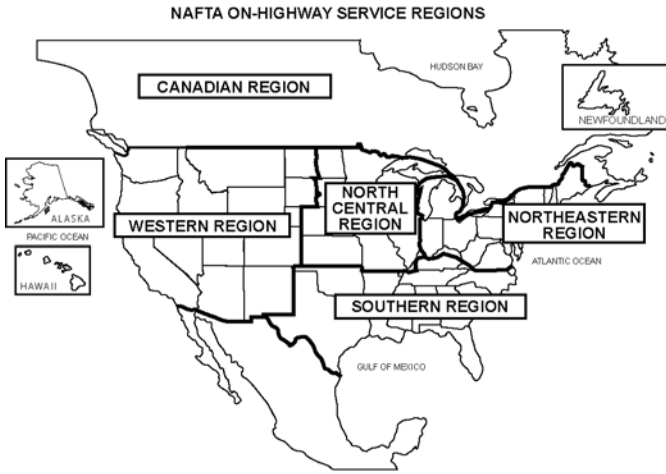 NAFTA ON-HIGHWAY SERVICE REGIONS
HUDSON BAY
CANADIAN REGION
NEWFOUNDLAND
ALASKA
PACIFIC OCEAN
HAWAII
WESTERN REGION
NORTH
CENTRAL
REGION
NORTHEASTERN
REGION
ATLANTIC OCEAN
SOUTHERN REGION
GULF OF MEXICO